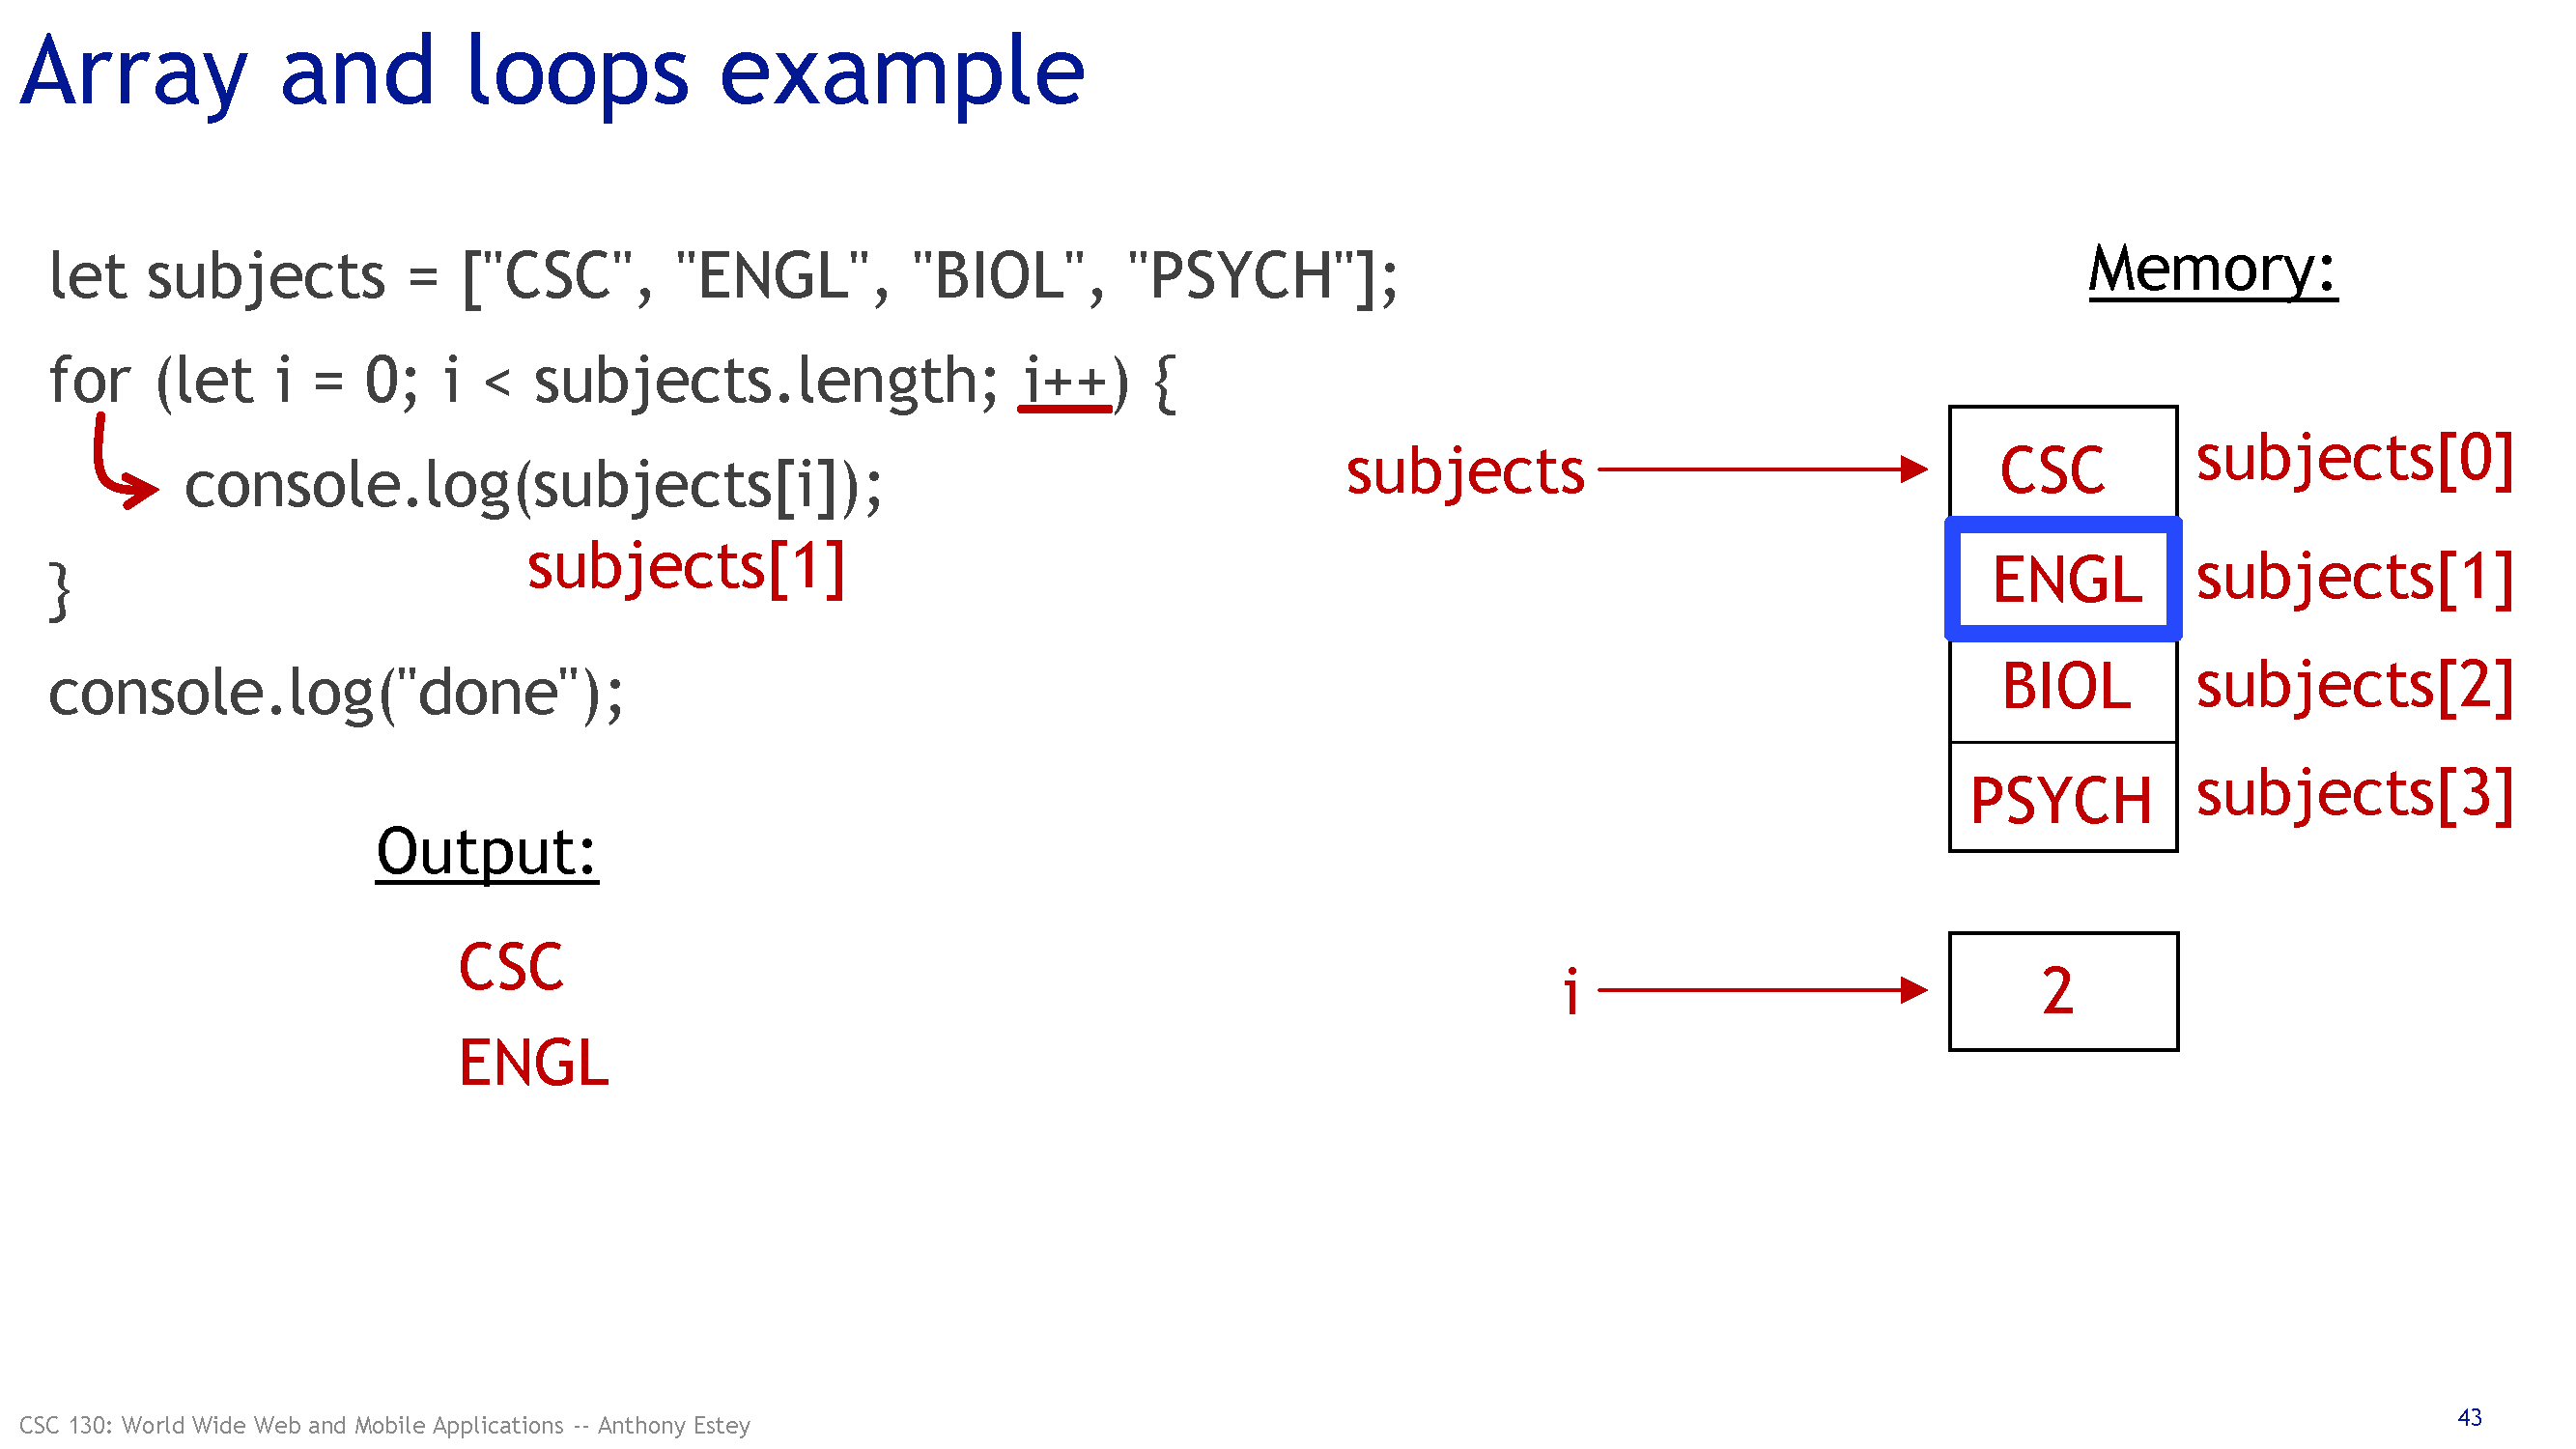 Array and loops example
let subjects = ["CSC", "ENGL", "BIOL", "PSYCH"];
for (let i = 0; i < subjects.length; i++) {
console.log(subjects[i]);
subjects[1]
}
console.log("done");
Output:
CSC
ENGL
Memory:
subjects
CSC subjects[0]
ENGL subjects[1]
BIOL subjects[2]
PSYCH subjects[3]
i 2
CSC 130: World Wide Web and Mobile Applications -- Anthony Estey
43